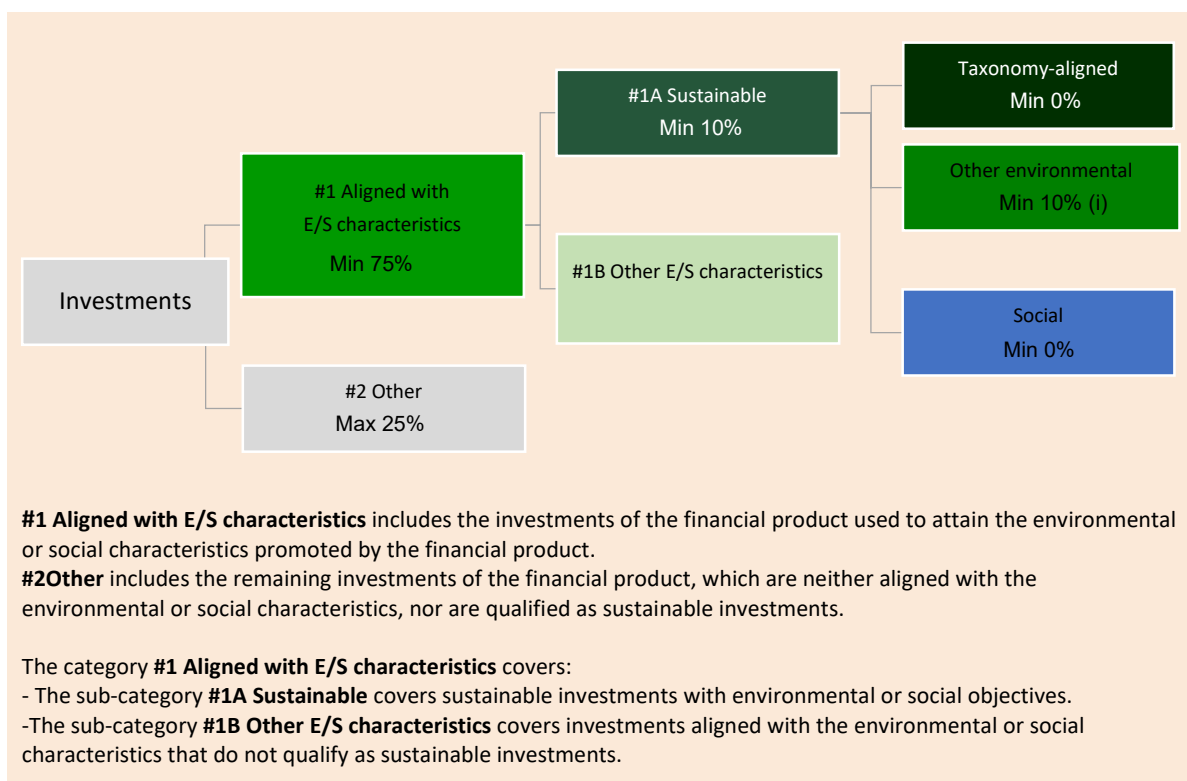 Taxonomy-aligned
Min 0%
#1A Sustainable
Min 10%
Other environmental
Min 10% (i)
#1 Aligned with
E/S characteristics
Min 75%
#1B Other E/S characteristics
Investments
Social
Min 0%
#2 Other
Max 25%
#1 Aligned with E/S characteristics includes the investments of the financial product used to attain the environmental
or social characteristics promoted by the financial product.
#2Other includes the remaining investments of the financial product, which are neither aligned with the
environmental or social characteristics, nor are qualified as sustainable investments.
The category #1 Aligned with E/S characteristics covers:
- The sub-category #1A Sustainable covers sustainable investments with environmental or social objectives.
-The sub-category #1B Other E/S characteristics covers investments aligned with the environmental or social
characteristics that do not qualify as sustainable investments.